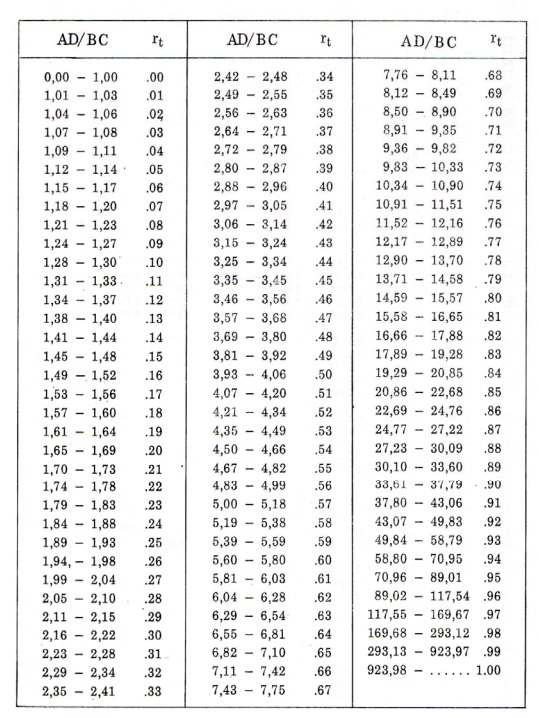 AD/BC r_t AD/BC r_t AD/BC r_t
0,00 - 1,00 .00 2,42 - 2,48 .34 7,76 - 8,11 .68
1,01 - 1,03 .01 2,49 - 2,55 .35 8,12 - 8,49 .69
1,04 - 1,06 .02 2,56 - 2,63 .36 8,50 - 8,90 .70
1,07 - 1,08 .03 2,64 - 2,71 .37 8,91 - 9,35 .71
1,09 - 1,11 .04 2,72 - 2,79 .38 9,36 - 9,82 .72
1,12 - 1,14 .05 2,80 - 2,87 .39 9,83 - 10,33 .73
1,15 - 1,17 .06 2,88 - 2,96 .40 10,34 - 10,90 .74
1,18 - 1,20 .07 2,97 - 3,05 .41 10,91 - 11,51 .75
1,21 - 1,23 .08 3,06 - 3,14 .42 11,52 - 12,16 .76
1,24 - 1,27 .09 3,15 - 3,24 .43 12,17 - 12,89 .77
1,28 - 1,30 .10 3,25 - 3,34 .44 12,90 - 13,70 .78
1,31 - 1,33 .11 3,35 - 3,45 .45 13,71 - 14,58 .79
1,34 - 1,37 .12 3,46 - 3,56 .46 14,59 - 15,57 .80
1,38 - 1,40 .13 3,57 - 3,68 .47 15,58 - 16,65 .81
1,41 - 1,44 .14 3,69 - 3,80 .48 16,66 - 17,88 .82
1,45 - 1,48 .15 3,81 - 3,92 .49 17,89 - 19,28 .83
1,49 - 1,52 .16 3,93 - 4,06 .50 19,29 - 20,85 .84
1,53 - 1,56 .17 4,07 - 4,20 .51 20,86 - 22,68 .85
1,57 - 1,60 .18 4,21 - 4,34 .52 22,69 - 24,76 .86
1,61 - 1,64 .19 4,35 - 4,49 .53 24,77 - 27,22 .87
1,65 - 1,69 .20 4,50 - 4,66 .54 27,23 - 30,09 .88
1,70 - 1,73 .21 4,67 - 4,82 .55 30,10 - 33,60 .89
1,74 - 1,78 .22 4,83 - 4,99 .56 33,61 - 37,79 .90
1,79 - 1,83 .23 5,00 - 5,18 .57 37,80 - 43,06 .91
1,84 - 1,88 .24 5,19 - 5,38 .58 43,07 - 49,83 .92
1,89 - 1,93 .25 5,39 - 5,59 .59 49,84 - 58,79 .93
1,94, - 1,98 .26 5,60 - 5,80 .60 58,80 - 70,95 .94
1,99 - 2,04 .27 5,81 - 6,03 .61 70,96 - 89,01 .95
2,05 - 2,10 .28 6,04 - 6,28 .62 89,02 - 117,54 .96
2,11 - 2,15 .29 6,29 - 6,54 .63 117,55 - 169,67 .97
2,16 - 2,22 .30 6,55 - 6,81 .64 169,68 - 293,12 .98
2,23 - 2,28 .31 6,82 - 7,10 .65 293,13 - 923,97 .99
2,29 - 2,34 .32 7,11 - 7,42 .66 923,98 - ...... 1.00
2,35 - 2,41 .33 7,43 - 7,75 .67